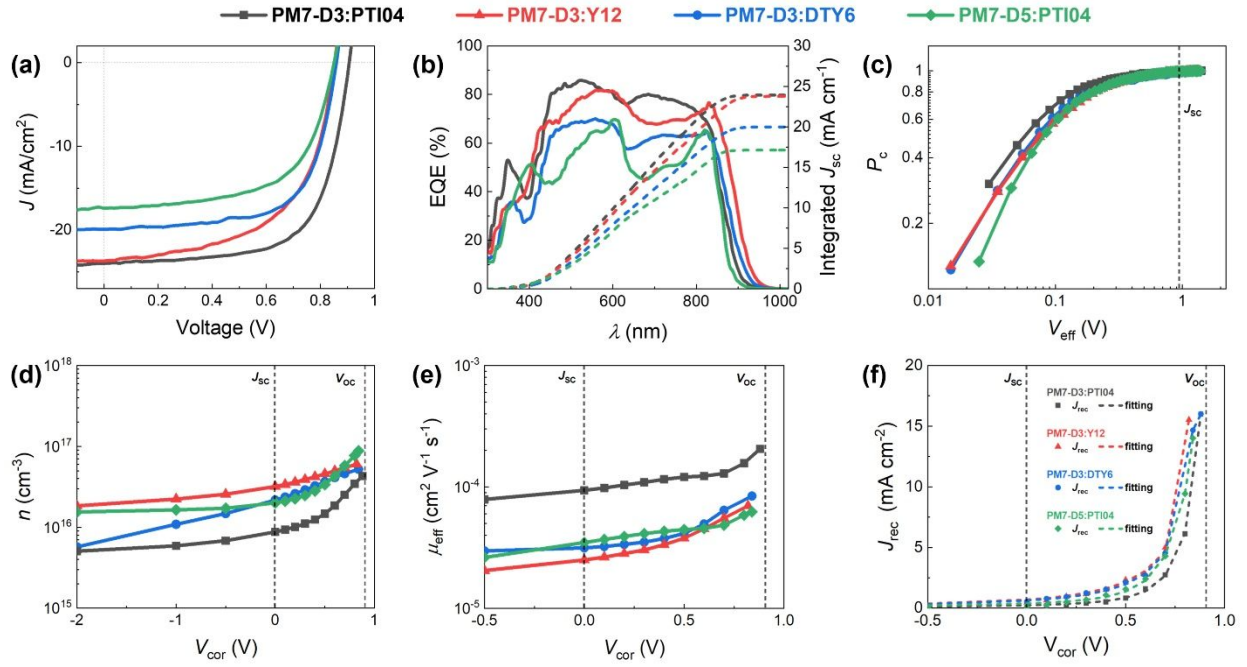 PM7-D3:PTI04 PM7-D3:Y12 PM7-D3:DTY6 PM7-D5:PTI04
(a)
0
-10
-20
J (mA/cm²)
0 0.2 0.4 0.6 0.8 1
Voltage (V)
(b)
100
80
60
40
20
0
EQE (%)
30
25
20
15
10
5
0
Integrated Jsc (mA cm⁻¹)
400 600 800 1000
λ (nm)
(c)
1
0.8
0.6
0.4
0.2
Pc
Jsc
0.01 0.1 1
Veff (V)
(d)
10¹⁸
10¹⁷
10¹⁶
10¹⁵
n (cm⁻³)
Jsc Voc
-2 -1 0 1
Vcor (V)
(e)
10⁻³
10⁻⁴
10⁻⁵
μeff (cm² V⁻¹ s⁻¹)
Jsc Voc
-0.5 0.0 0.5 1.0
Vcor (V)
(f)
20
15
10
5
0
Jrec (mA cm⁻²)
Jsc Voc
PM7-D3:PTI04
Jrec fitting
PM7-D3:Y12
Jrec fitting
PM7-D3:DTY6
Jrec fitting
PM7-D5:PTI04
Jrec fitting
-0.5 0.0 0.5 1.0
Vcor (V)